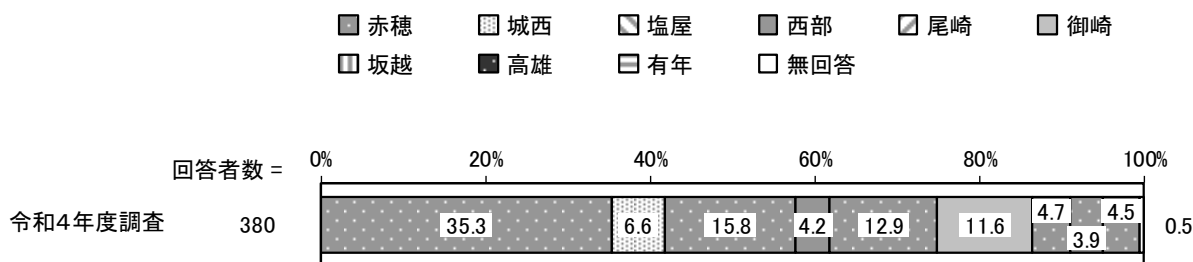 赤穂 城西 塩屋 西部 尾崎 御崎
坂越 高雄 有年 無回答
回答者数 = 0% 20% 40% 60% 80% 100%
令和4年度調査 380 35.3 6.6 15.8 4.2 12.9 11.6 4.7 3.9 4.5 0.5